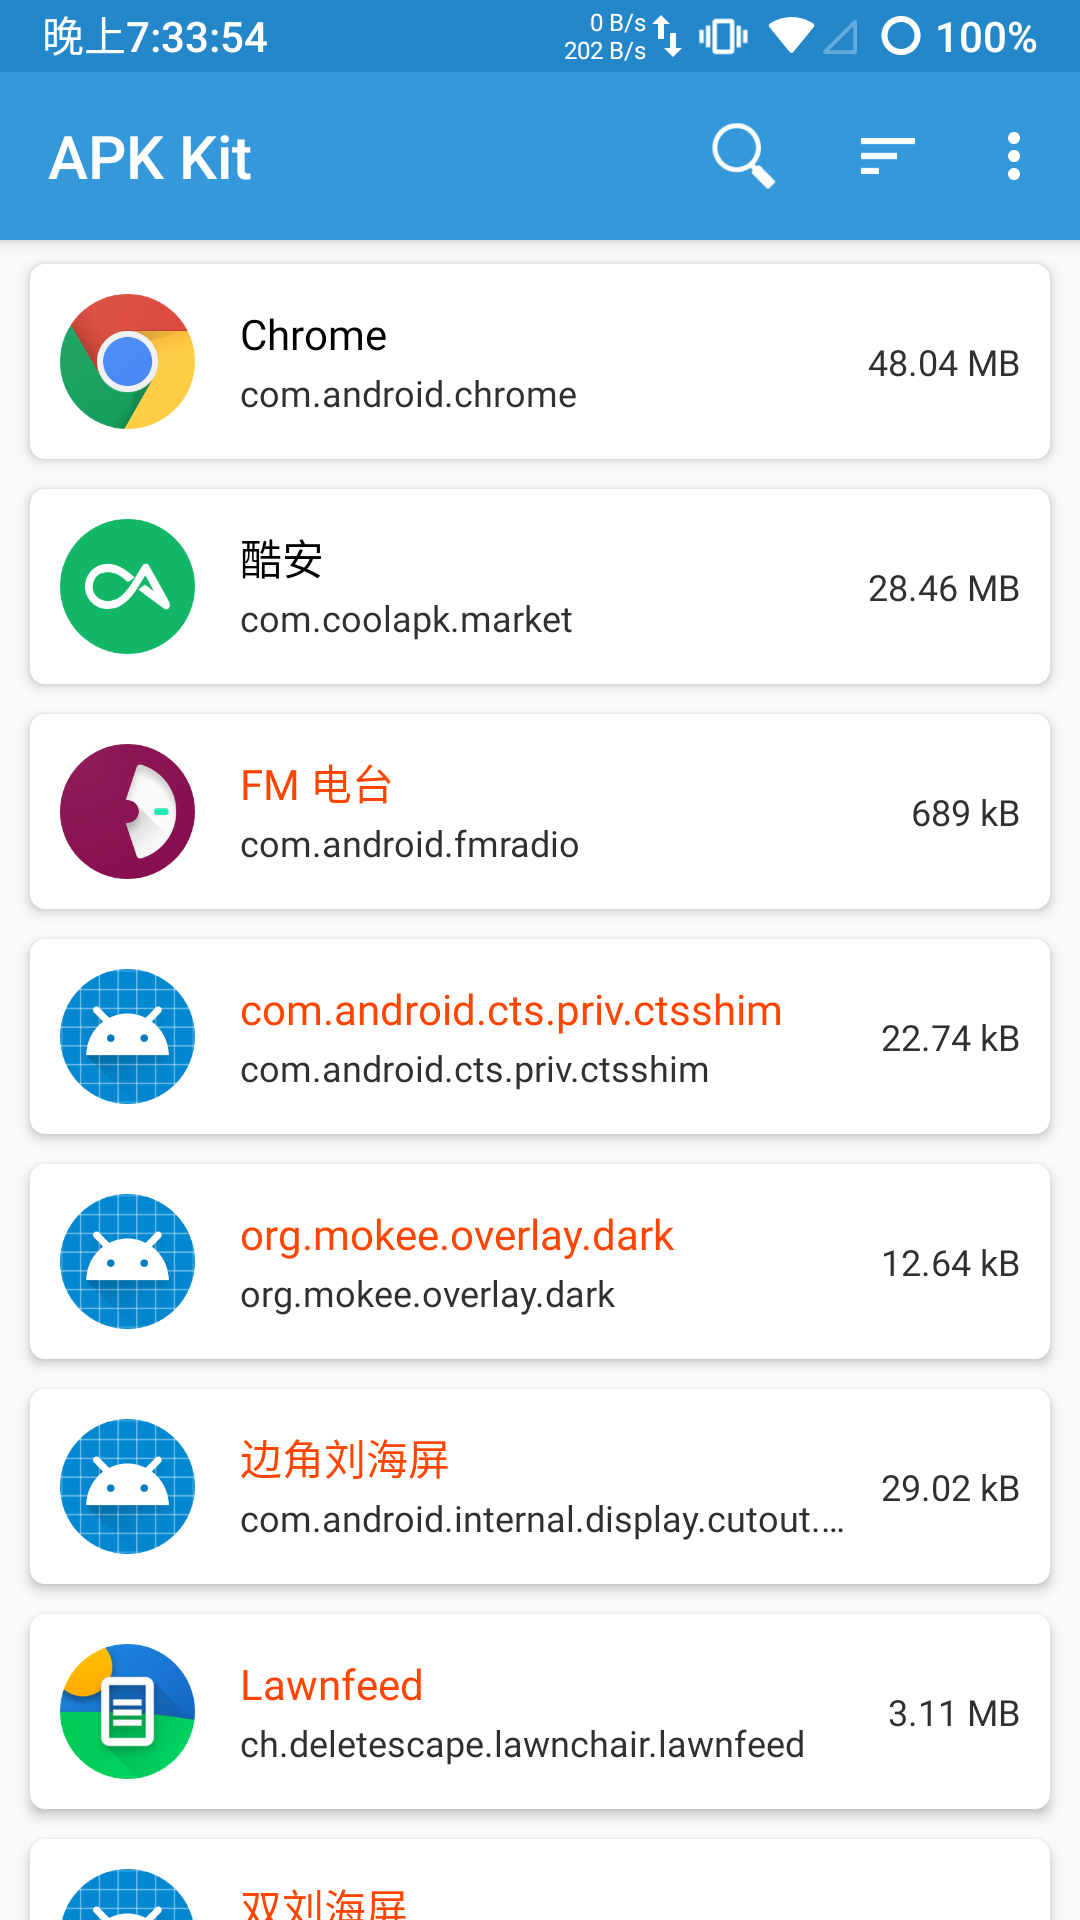 晚上7:33:54
0 B/s
202 B/s
100%
APK Kit
Chrome
com.android.chrome
48.04 MB
酷安
com.coolapk.market
28.46 MB
FM 电台
com.android.fmradio
689 kB
com.android.cts.priv.ctsshim
com.android.cts.priv.ctsshim
22.74 kB
org.mokee.overlay.dark
org.mokee.overlay.dark
12.64 kB
边角刘海屏
com.android.internal.display.cutout.…
29.02 kB
Lawnfeed
ch.deletescape.lawnchair.lawnfeed
3.11 MB
双刘海屏